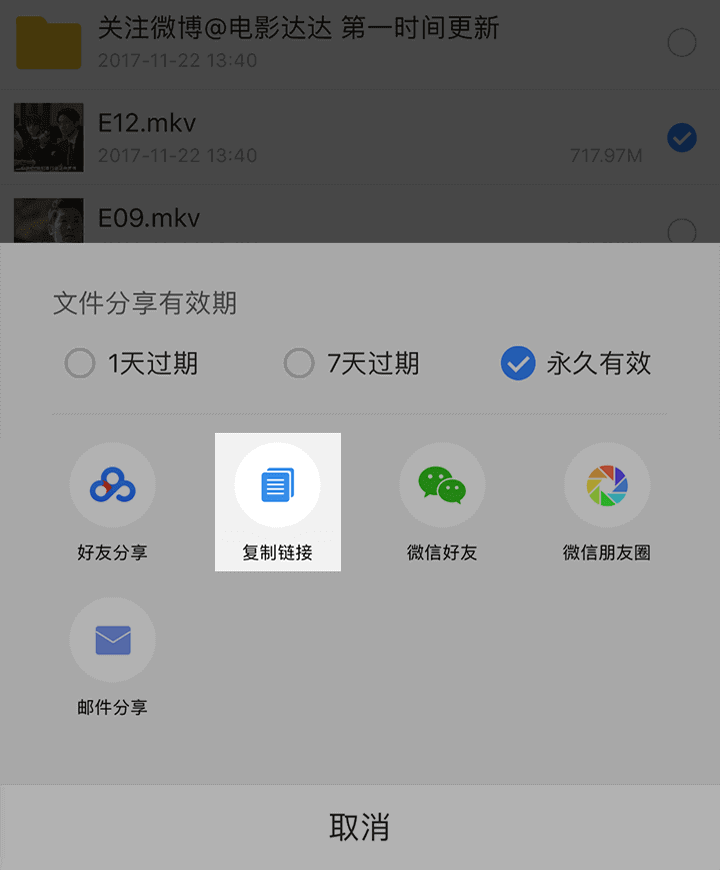 关注微博@电影达达 第一时间更新
2017-11-22 13:40
E12.mkv
2017-11-22 13:40
717.97M
E09.mkv
文件分享有效期
1天过期
7天过期
永久有效
好友分享
复制链接
微信好友
微信朋友圈
邮件分享
取消